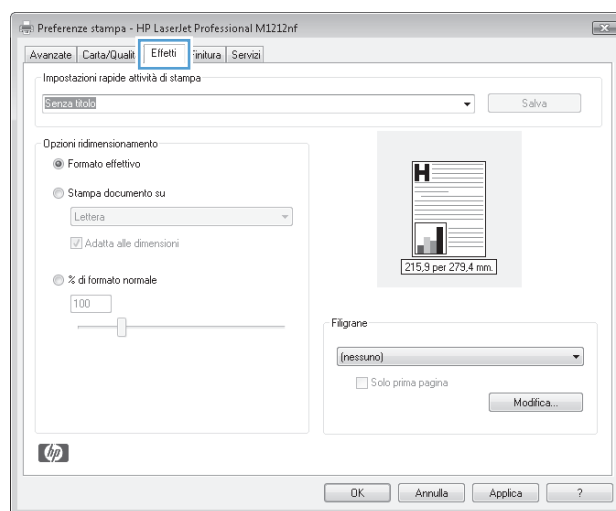 Preferenze stampa - HP LaserJet Professional M1212nf
Avanzate Carta/Qualit Effetti initura Servizi
Impostazioni rapide attività di stampa
Senza titolo Salva
Opzioni ridimensionamento
Formato effettivo
Stampa documento su
Lettera
Adatta alle dimensioni
% di formato normale
100
H
215,9 per 279,4 mm.
Filigrane
(nessuno)
Solo prima pagina
Modifica...
hp
OK Annulla Applica ?